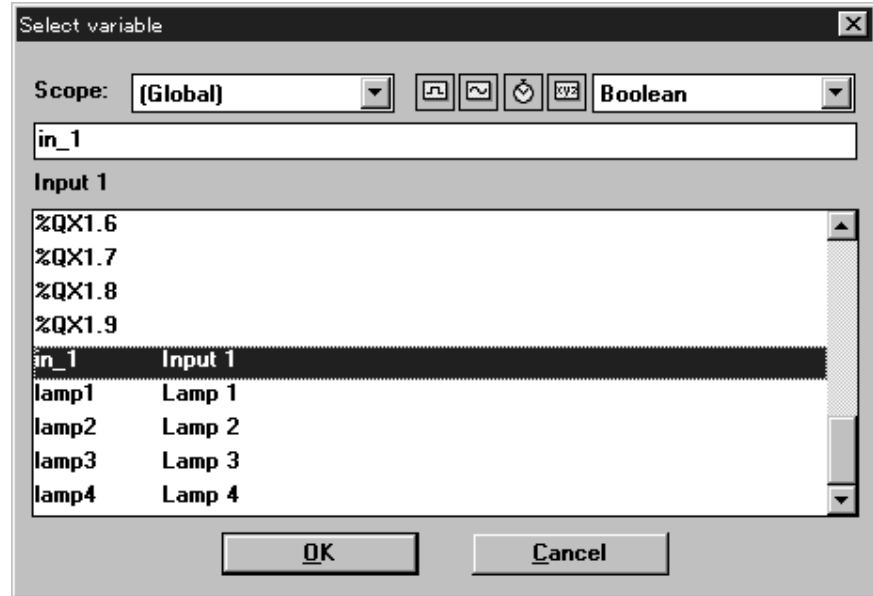 Select variable
Scope: (Global) xyz Boolean
in_1
Input 1
%QX1.6
%QX1.7
%QX1.8
%QX1.9
in_1 Input 1
lamp1 Lamp 1
lamp2 Lamp 2
lamp3 Lamp 3
lamp4 Lamp 4
OK Cancel